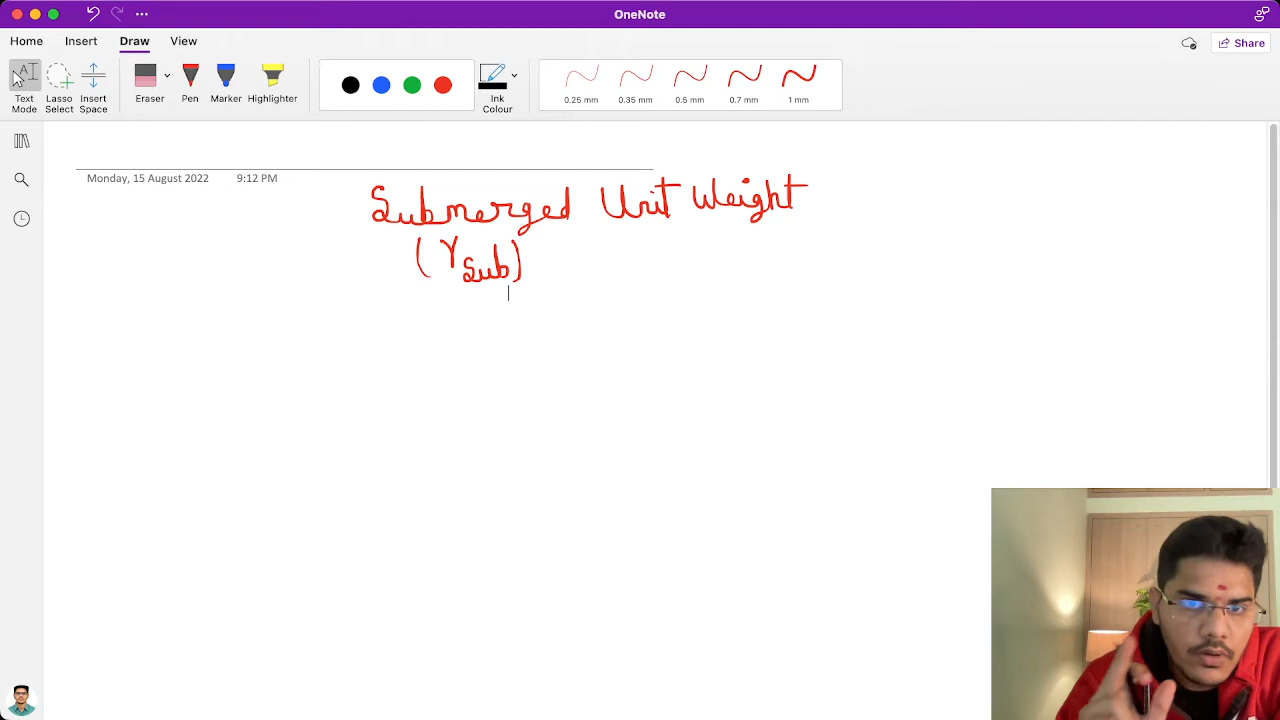 OneNote
Home Insert Draw View Share
Text Mode Lasso Select Insert Space Eraser Pen Marker Highlighter Ink Colour 0.25 mm 0.35 mm 0.5 mm 0.7 mm 1 mm
Monday, 15 August 2022 9:12 PM
Submerged Unit Weight
(γSub)